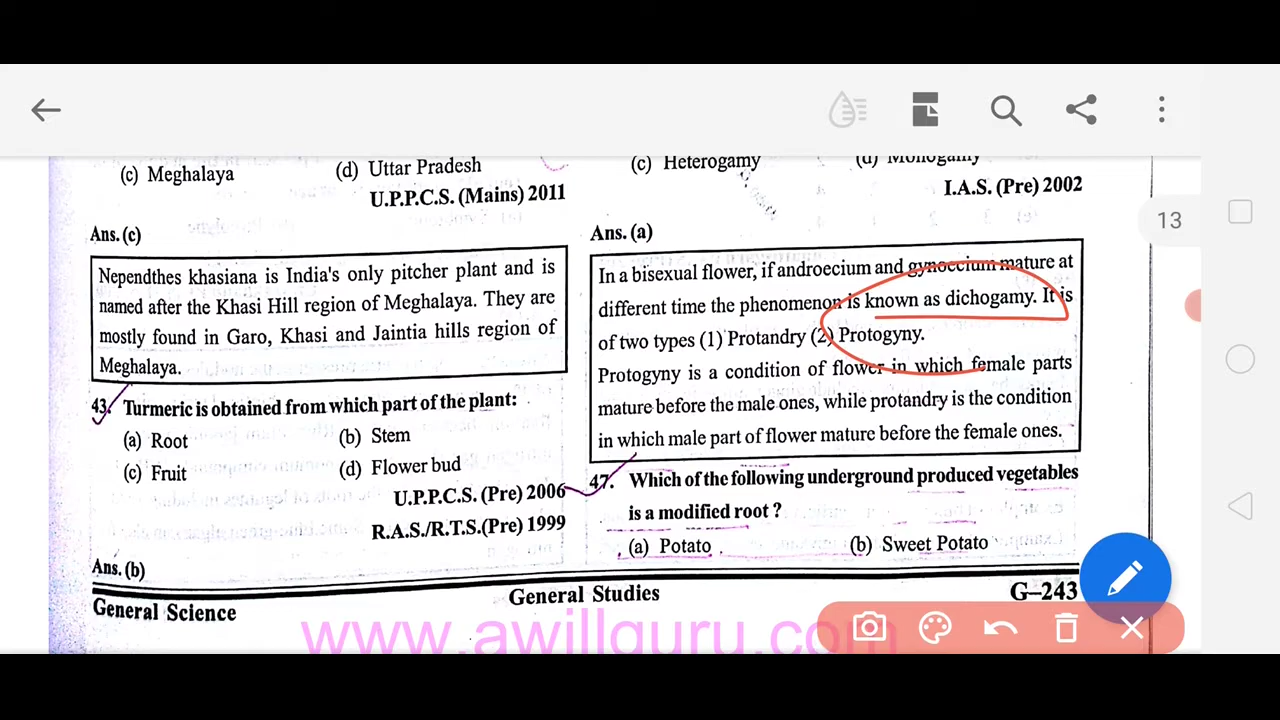 13
(c) Meghalaya
(d) Uttar Pradesh
U.P.P.C.S. (Mains) 2011
Ans. (c)
Nependthes khasiana is India's only pitcher plant and is
named after the Khasi Hill region of Meghalaya. They are
mostly found in Garo, Khasi and Jaintia hills region of
Meghalaya.
43. Turmeric is obtained from which part of the plant:
(a) Root
(b) Stem
(c) Fruit
(d) Flower bud
U.P.P.C.S. (Pre) 2006
R.A.S./R.T.S.(Pre) 1999
Ans. (b)
(c) Heterogamy
(d) Monogamy
I.A.S. (Pre) 2002
Ans. (a)
In a bisexual flower, if androecium and gynoecium mature at
different time the phenomenon is known as dichogamy. It is
of two types (1) Protandry (2) Protogyny.
Protogyny is a condition of flower in which female parts
mature before the male ones, while protandry is the condition
in which male part of flower mature before the female ones.
47. Which of the following underground produced vegetables
is a modified root ?
(a) Potato
(b) Sweet Potato
General Science
General Studies
G–243
www.awillguru.com